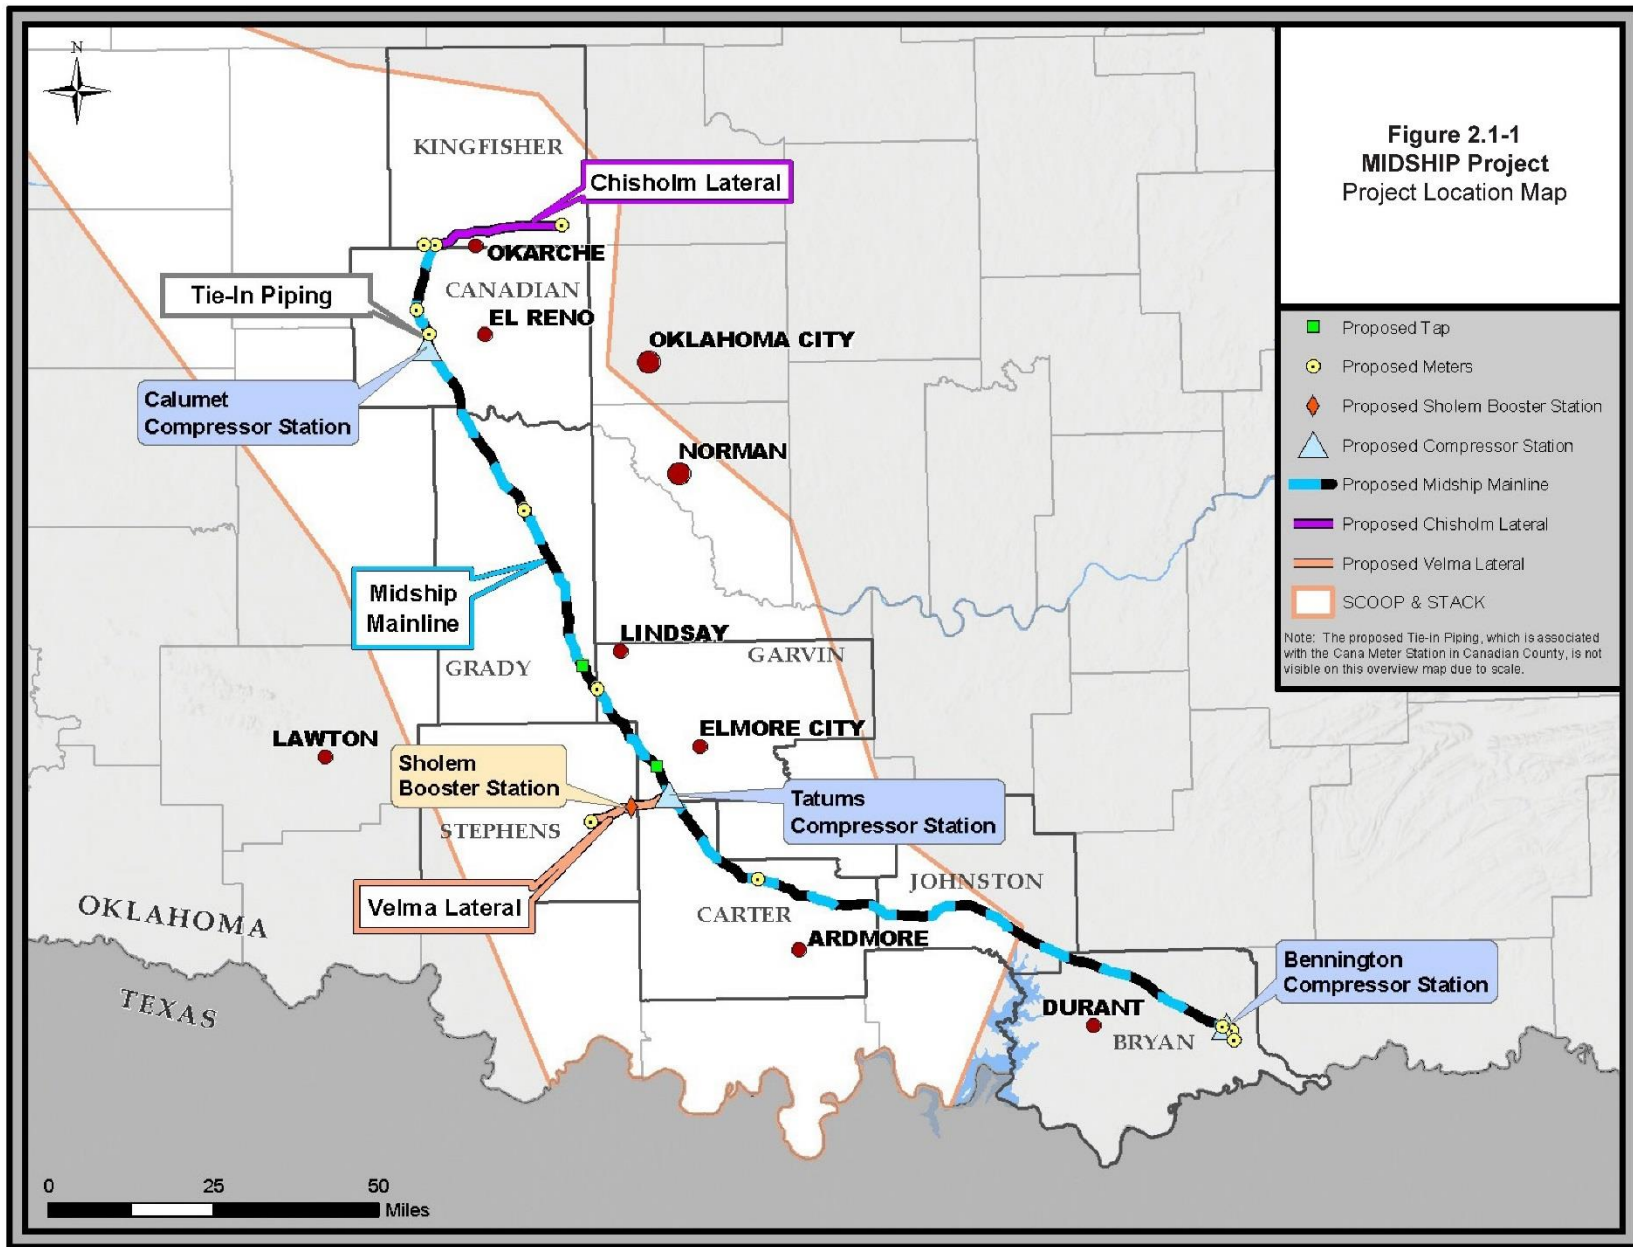 Figure 2.1-1
MIDSHIP Project
Project Location Map
N
KINGFISHER
Chisholm Lateral
OKARCHE
Tie-In Piping
CANADIAN
EL RENO
OKLAHOMA CITY
Calumet
Compressor Station
NORMAN
Midship
Mainline
LINDSAY
GARVIN
GRADY
LAWTON
ELMORE CITY
Sholem
Booster Station
Tatums
Compressor Station
STEPHENS
JOHNSTON
Velma Lateral
CARTER
OKLAHOMA
ARDMORE
Bennington
Compressor Station
TEXAS
DURANT
BRYAN
0 25 50
Miles
Proposed Tap
Proposed Meters
Proposed Sholem Booster Station
Proposed Compressor Station
Proposed Midship Mainline
Proposed Chisholm Lateral
Proposed Velma Lateral
SCOOP & STACK
Note: The proposed Tie-in Piping, which is associated
with the Cana Meter Station in Canadian County, is not
visible on this overview map due to scale.